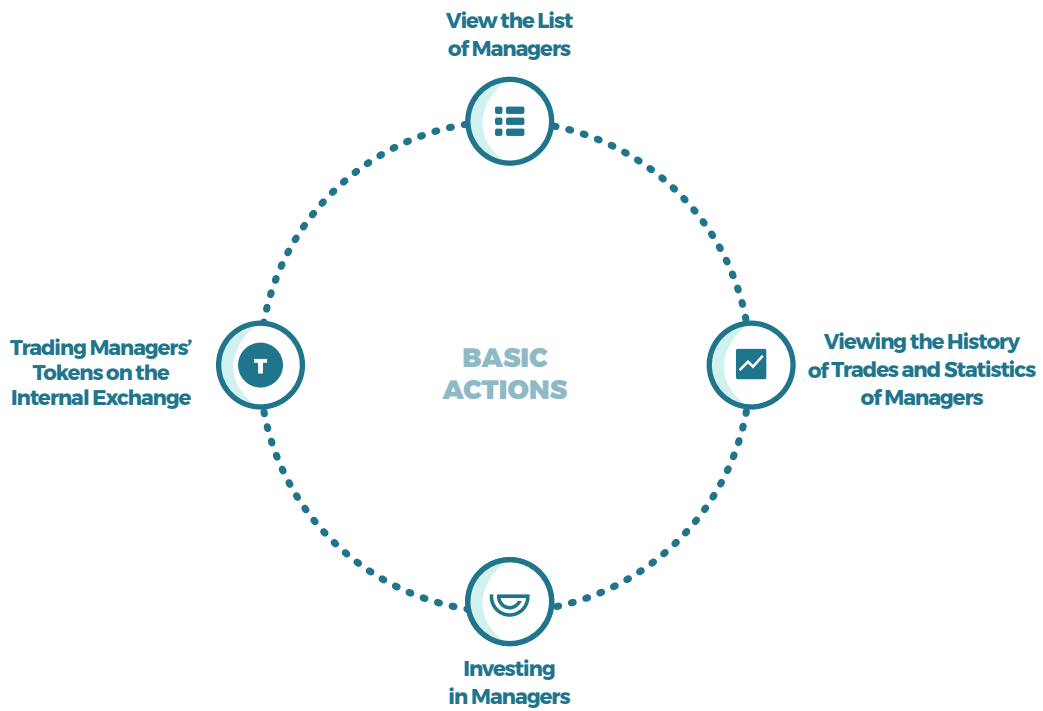 View the List
of Managers
Trading Managers’
Tokens on the
Internal Exchange
T
BASIC
ACTIONS
Viewing the History
of Trades and Statistics
of Managers
Investing
in Managers